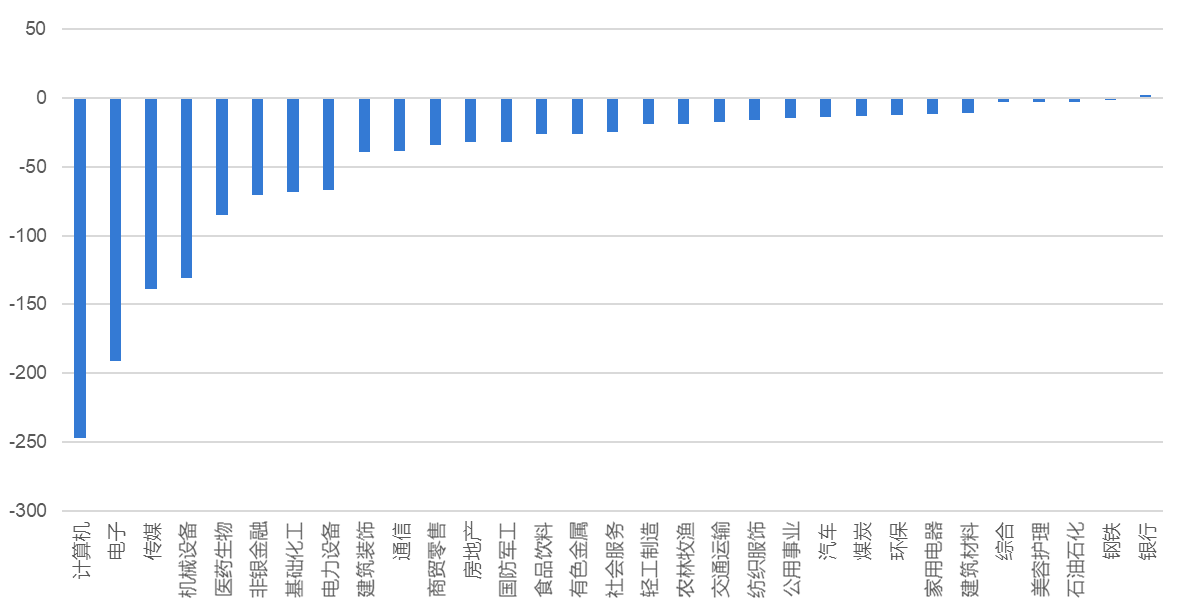 50
0
-50
-100
-150
-200
-250
-300
计算机
电子
传媒
机械设备
医药生物
非银金融
基础化工
电力设备
建筑装饰
通信
商贸零售
房地产
国防军工
食品饮料
有色金属
社会服务
轻工制造
农林牧渔
交通运输
纺织服饰
公用事业
汽车
煤炭
环保
家用电器
建筑材料
综合
美容护理
石油石化
钢铁
银行